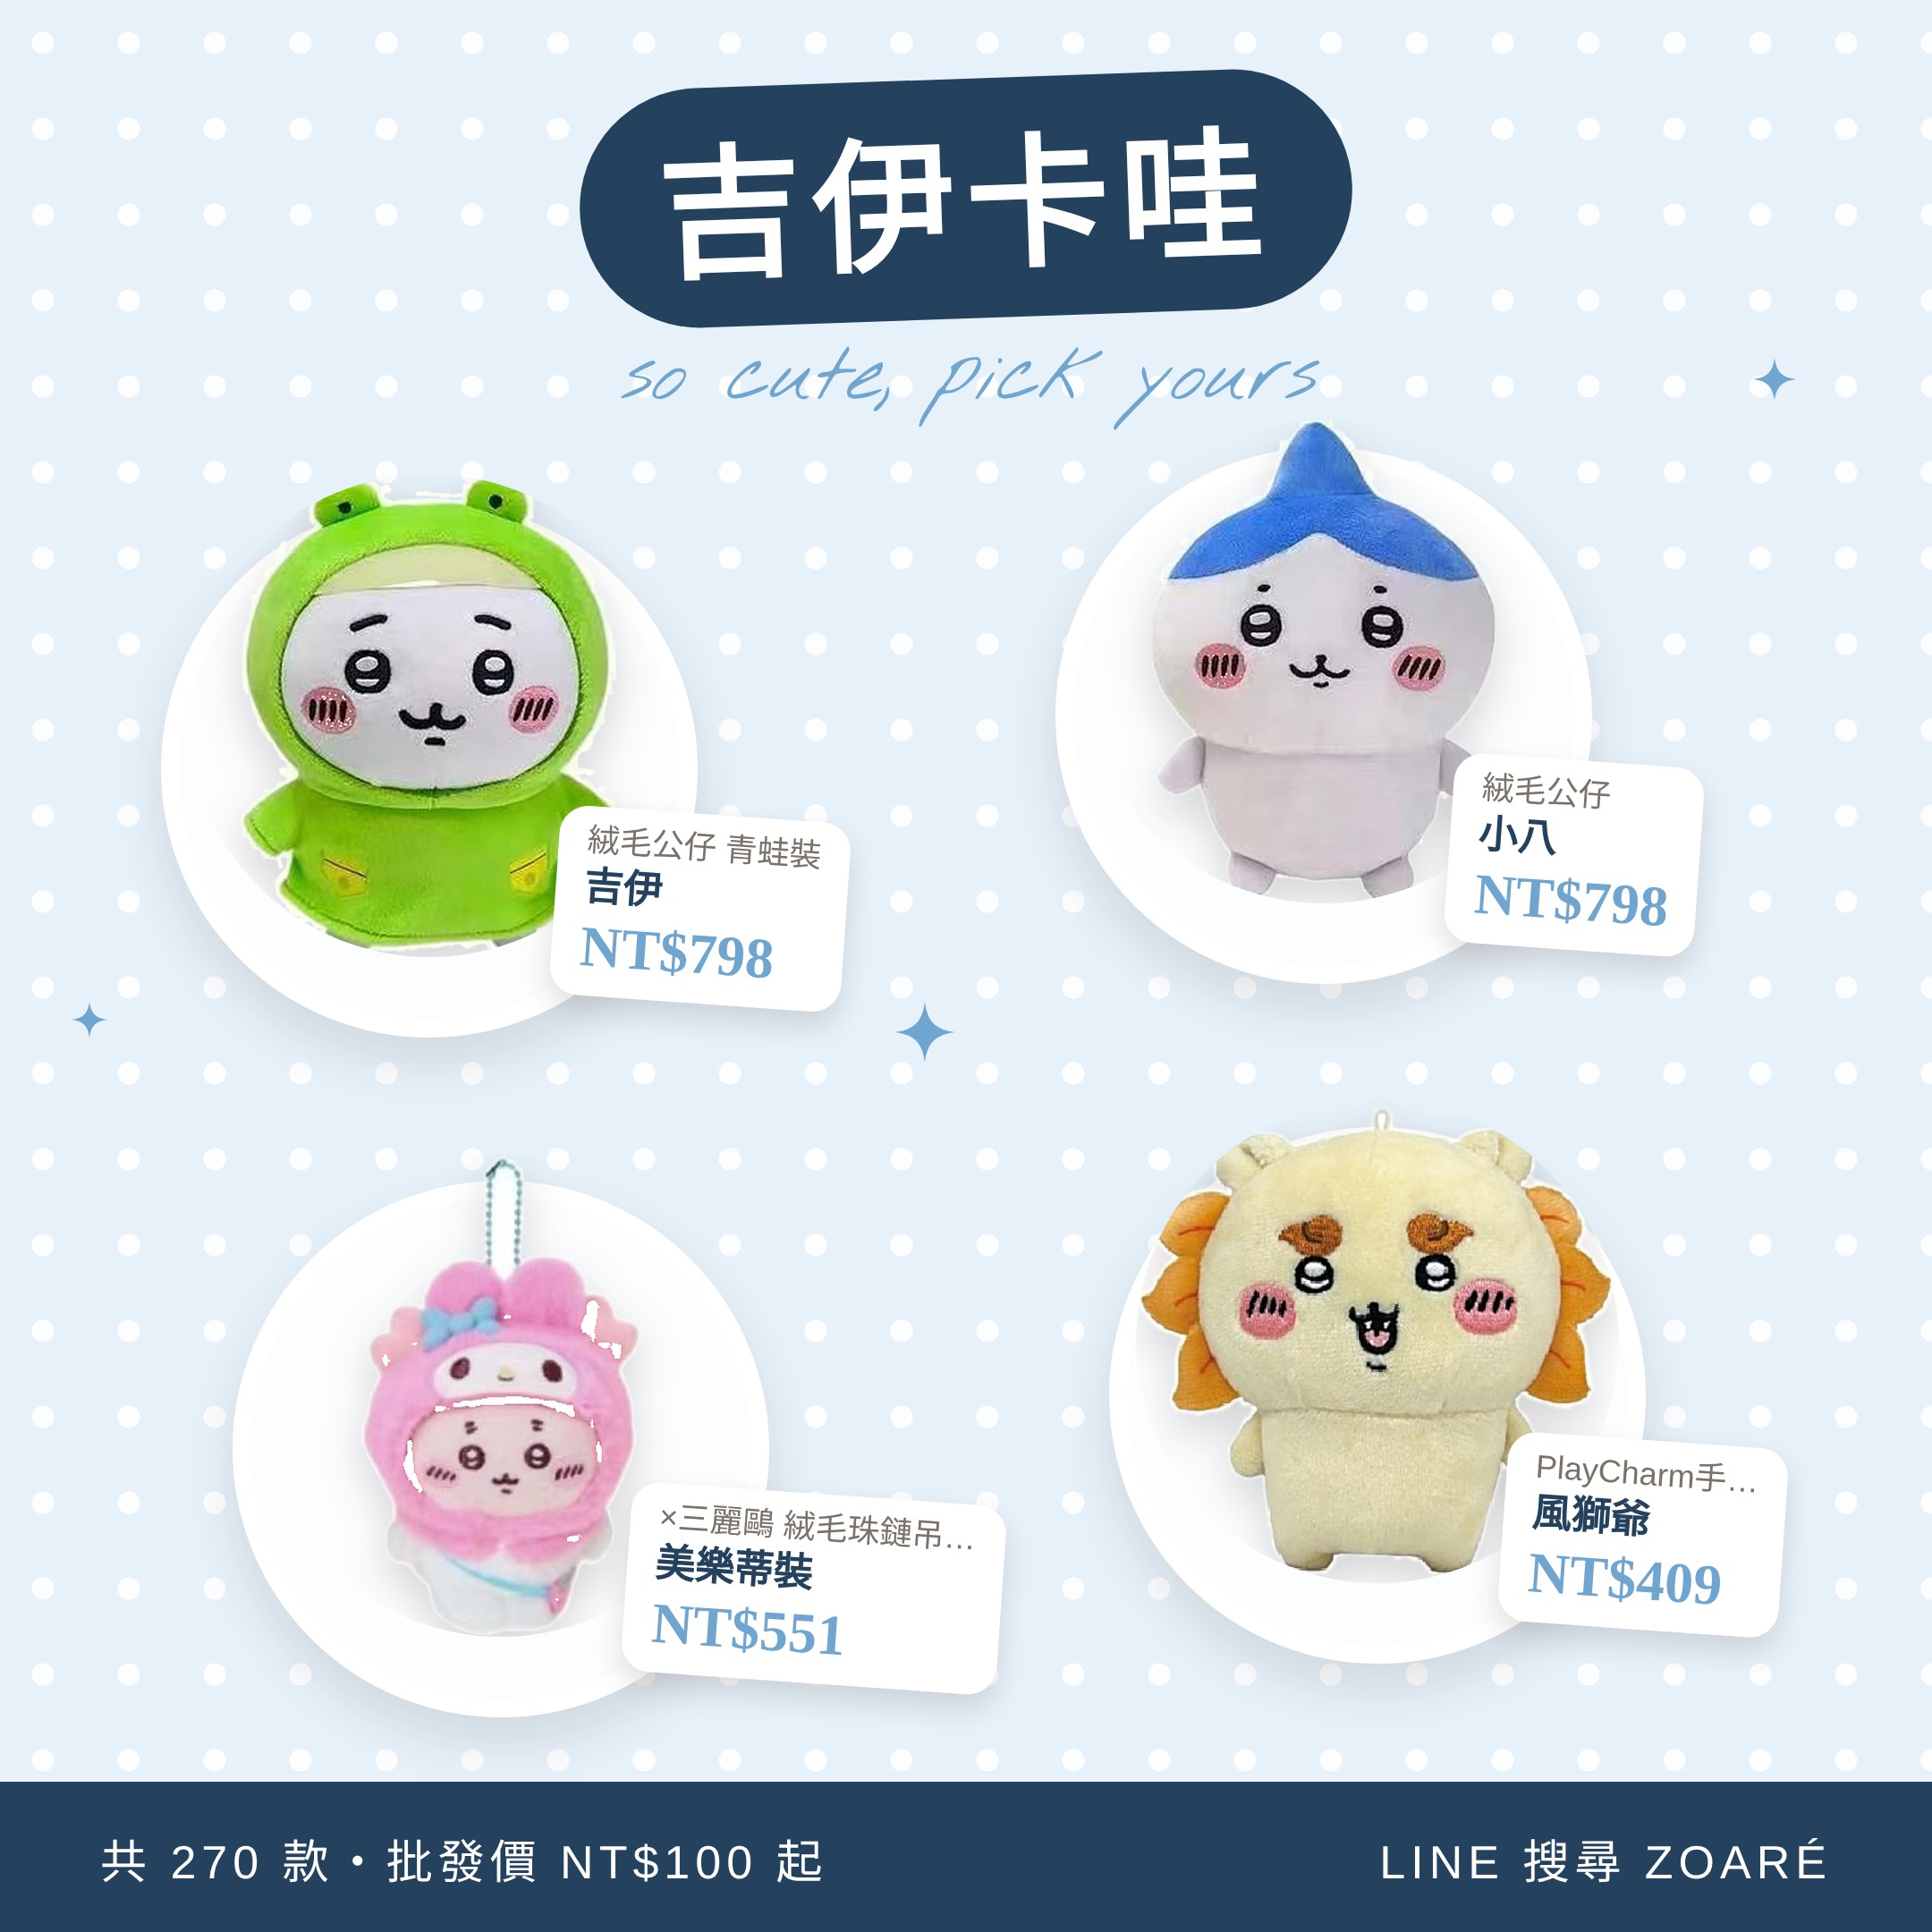 吉伊卡哇
so cute, pick yours
絨毛公仔 青蛙裝
吉伊
NT$798
絨毛公仔
小八
NT$798
×三麗鷗 絨毛珠鏈吊…
美樂蒂裝
NT$551
PlayCharm手…
風獅爺
NT$409
共 270 款・批發價 NT$100 起
LINE 搜尋 ZOARÉ